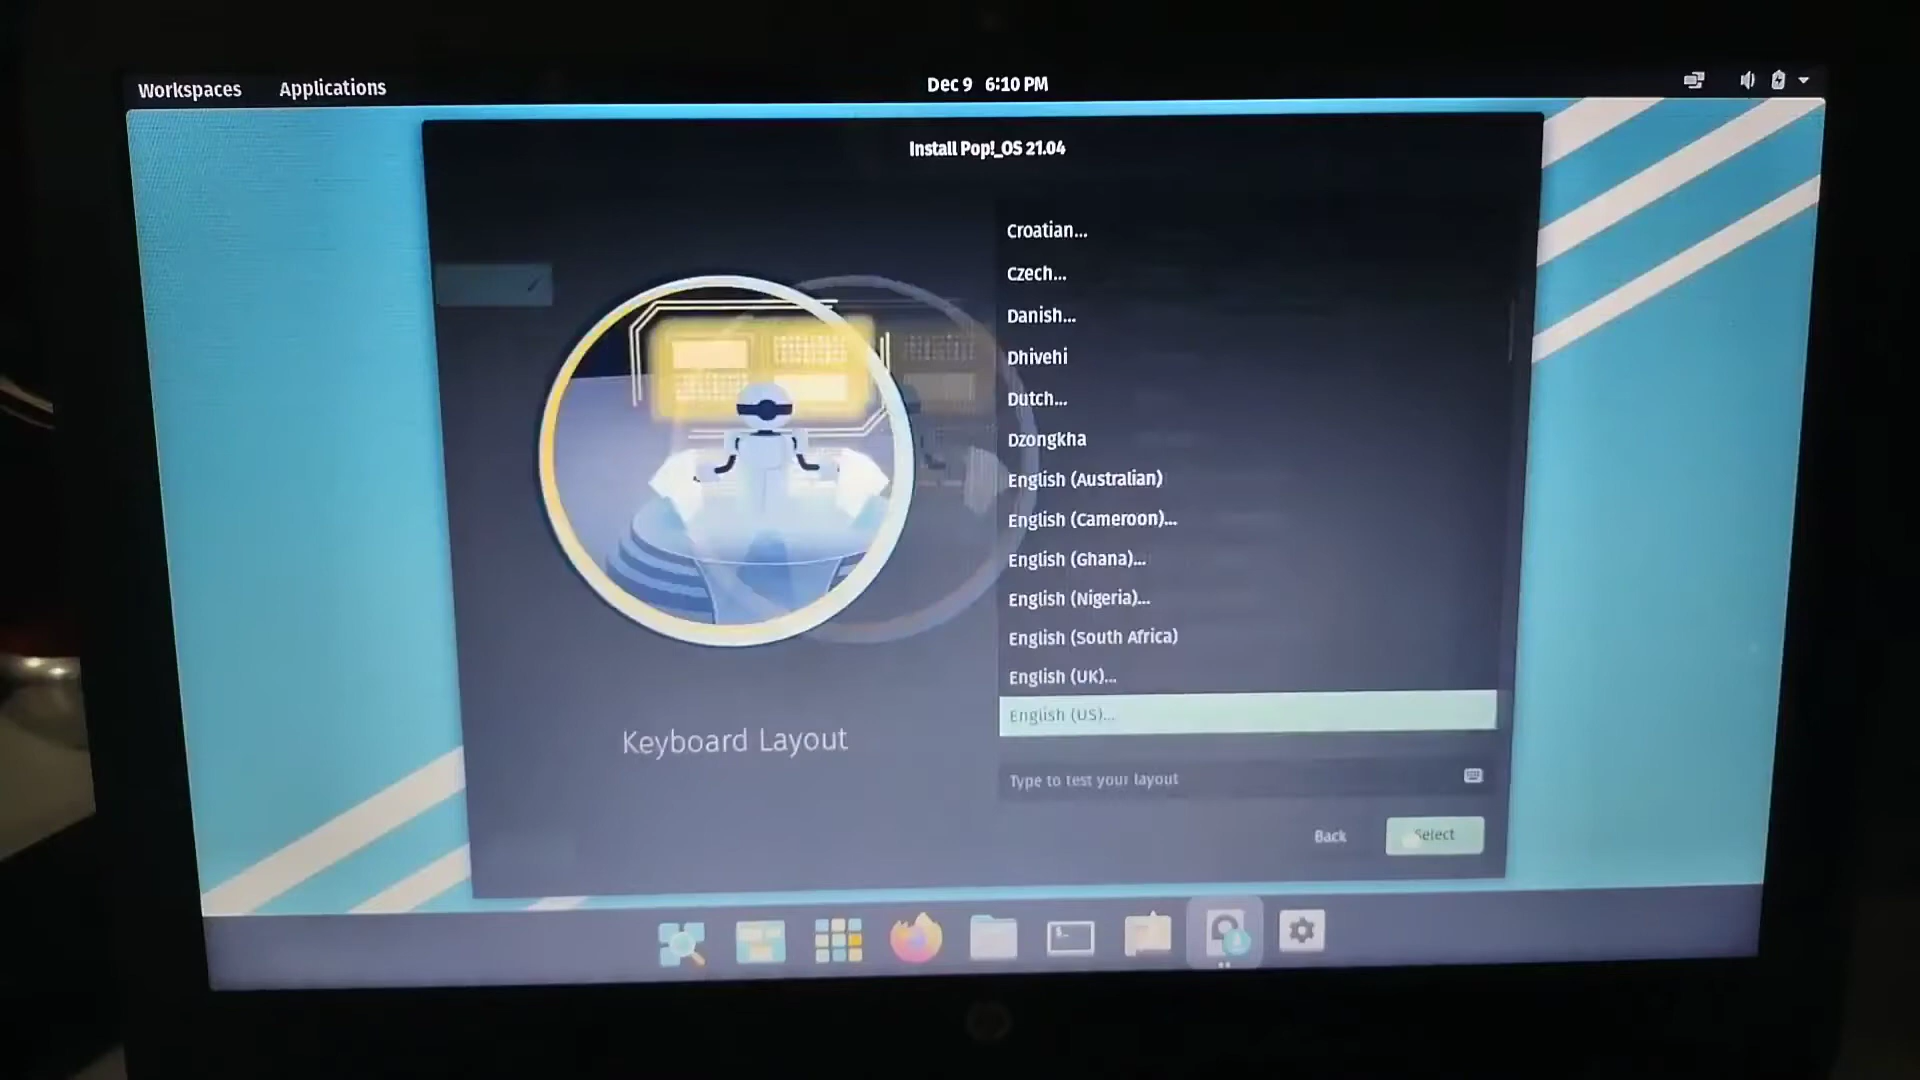 Workspaces Applications Dec 9 6:10 PM
Install Pop!_OS 21.04
Croatian...
Czech...
Danish...
Dhivehi
Dutch...
Dzongkha
English (Australian)
English (Cameroon)...
English (Ghana)...
English (Nigeria)...
English (South Africa)
English (UK)...
English (US)...
Keyboard Layout
Type to test your layout
Back Select
$_
hp